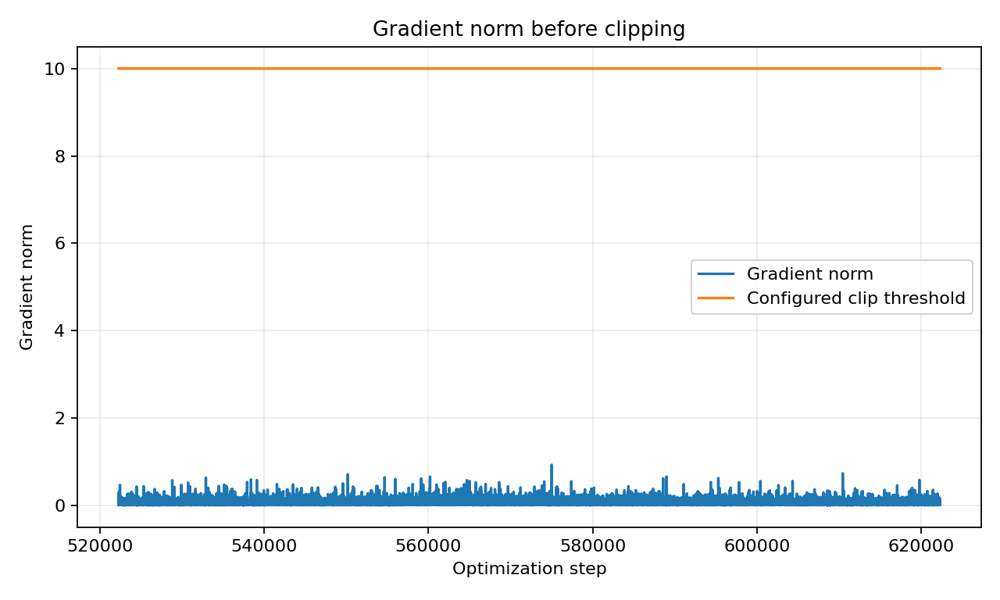 Gradient norm before clipping
10
8
6
4
2
0
Gradient norm
Gradient norm
Configured clip threshold
520000 540000 560000 580000 600000 620000
Optimization step